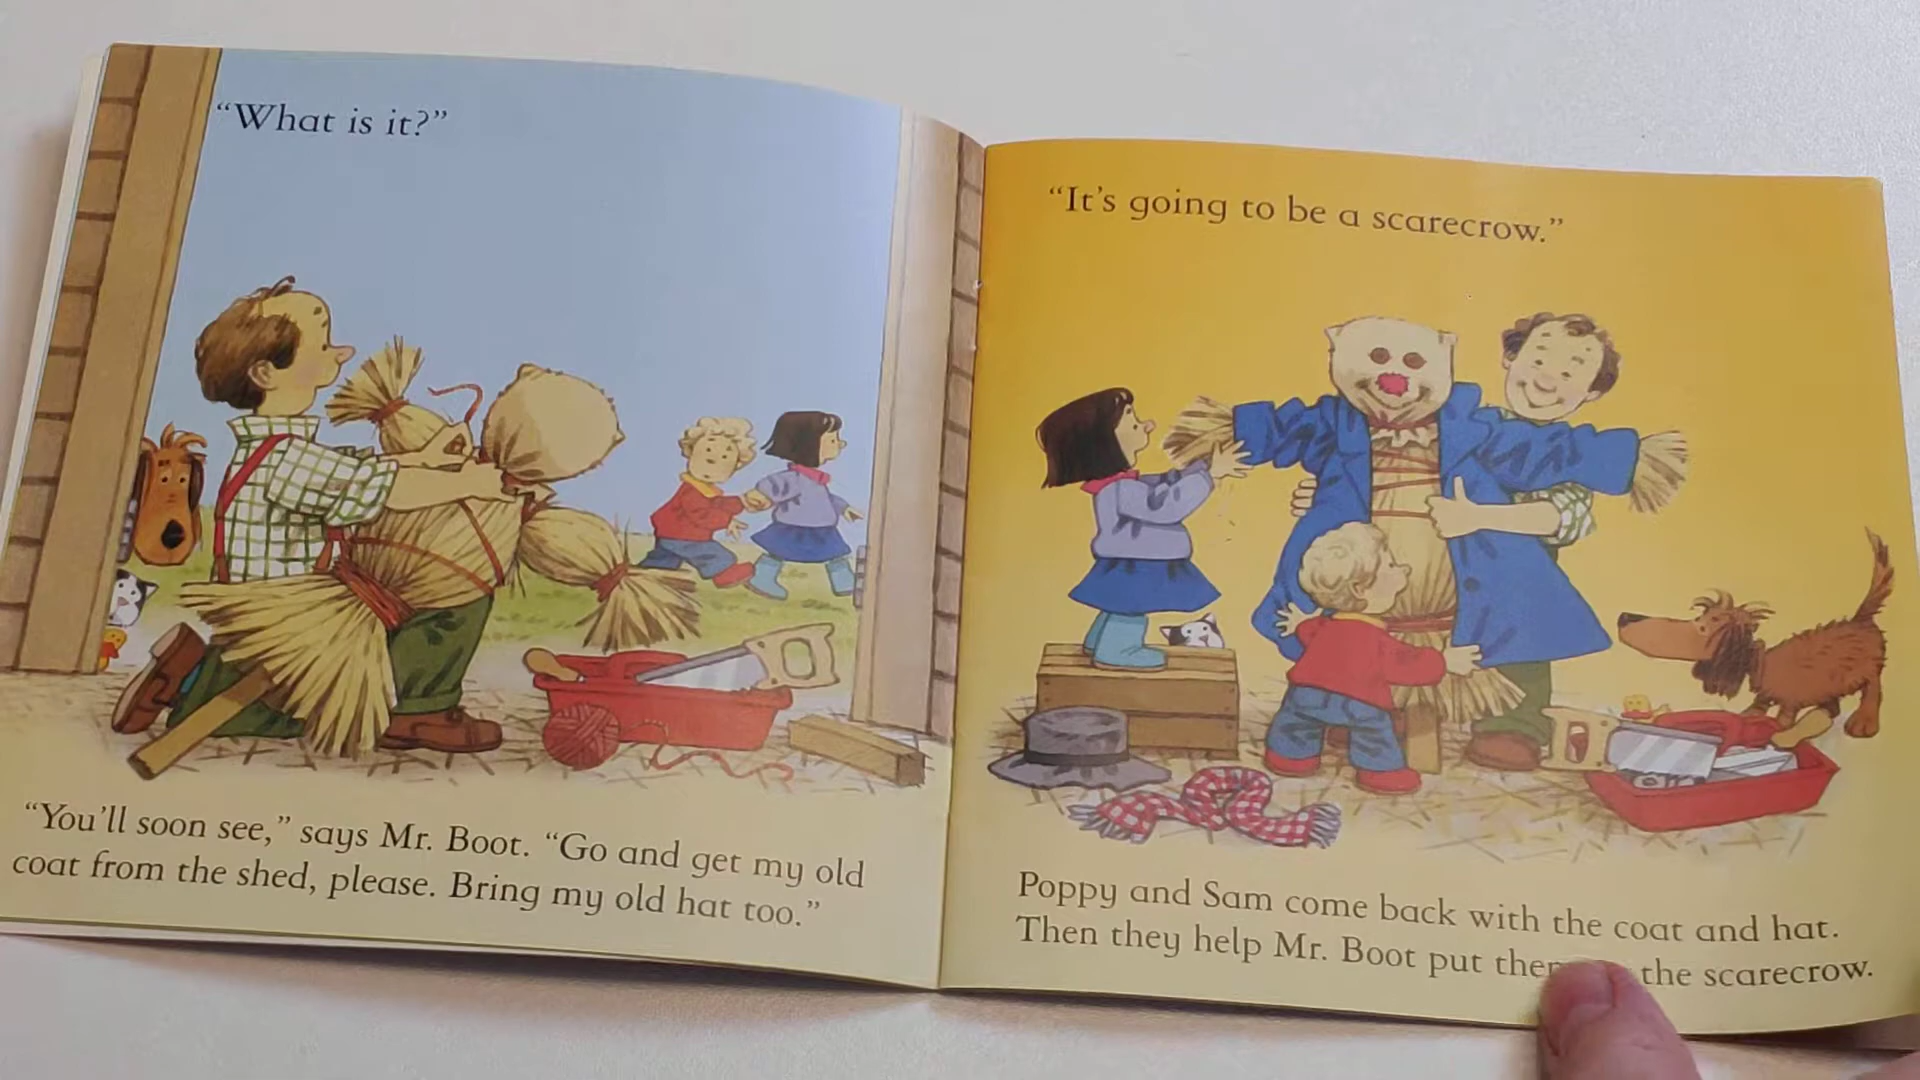 “What is it?”
“You’ll soon see,” says Mr. Boot. “Go and get my old
coat from the shed, please. Bring my old hat too.”
“It’s going to be a scarecrow.”
Poppy and Sam come back with the coat and hat.
Then they help Mr. Boot put the scarecrow.